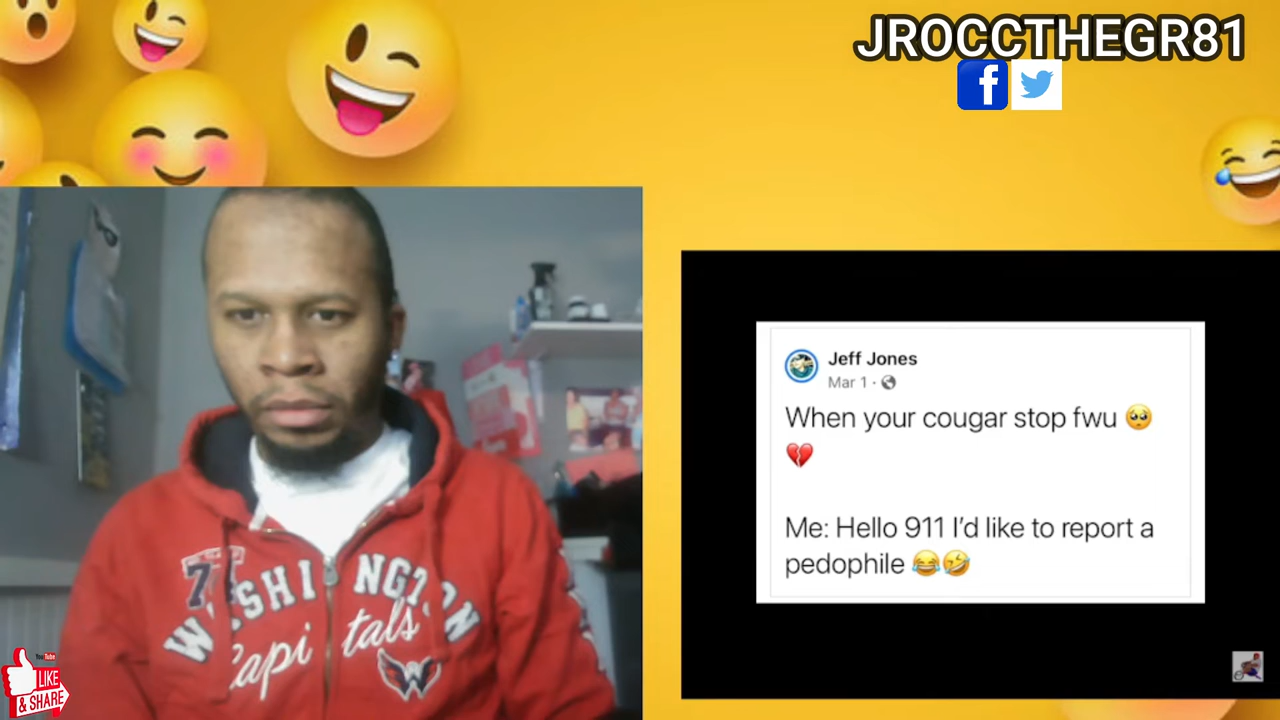 JROCCTHEGR81
Jeff Jones
Mar 1 ·
When your cougar stop fwu 🥺
💔
Me: Hello 911 I’d like to report a
pedophile 😂🤣
WASHINGTON
Capitals
YouTube
LIKE
& SHARE